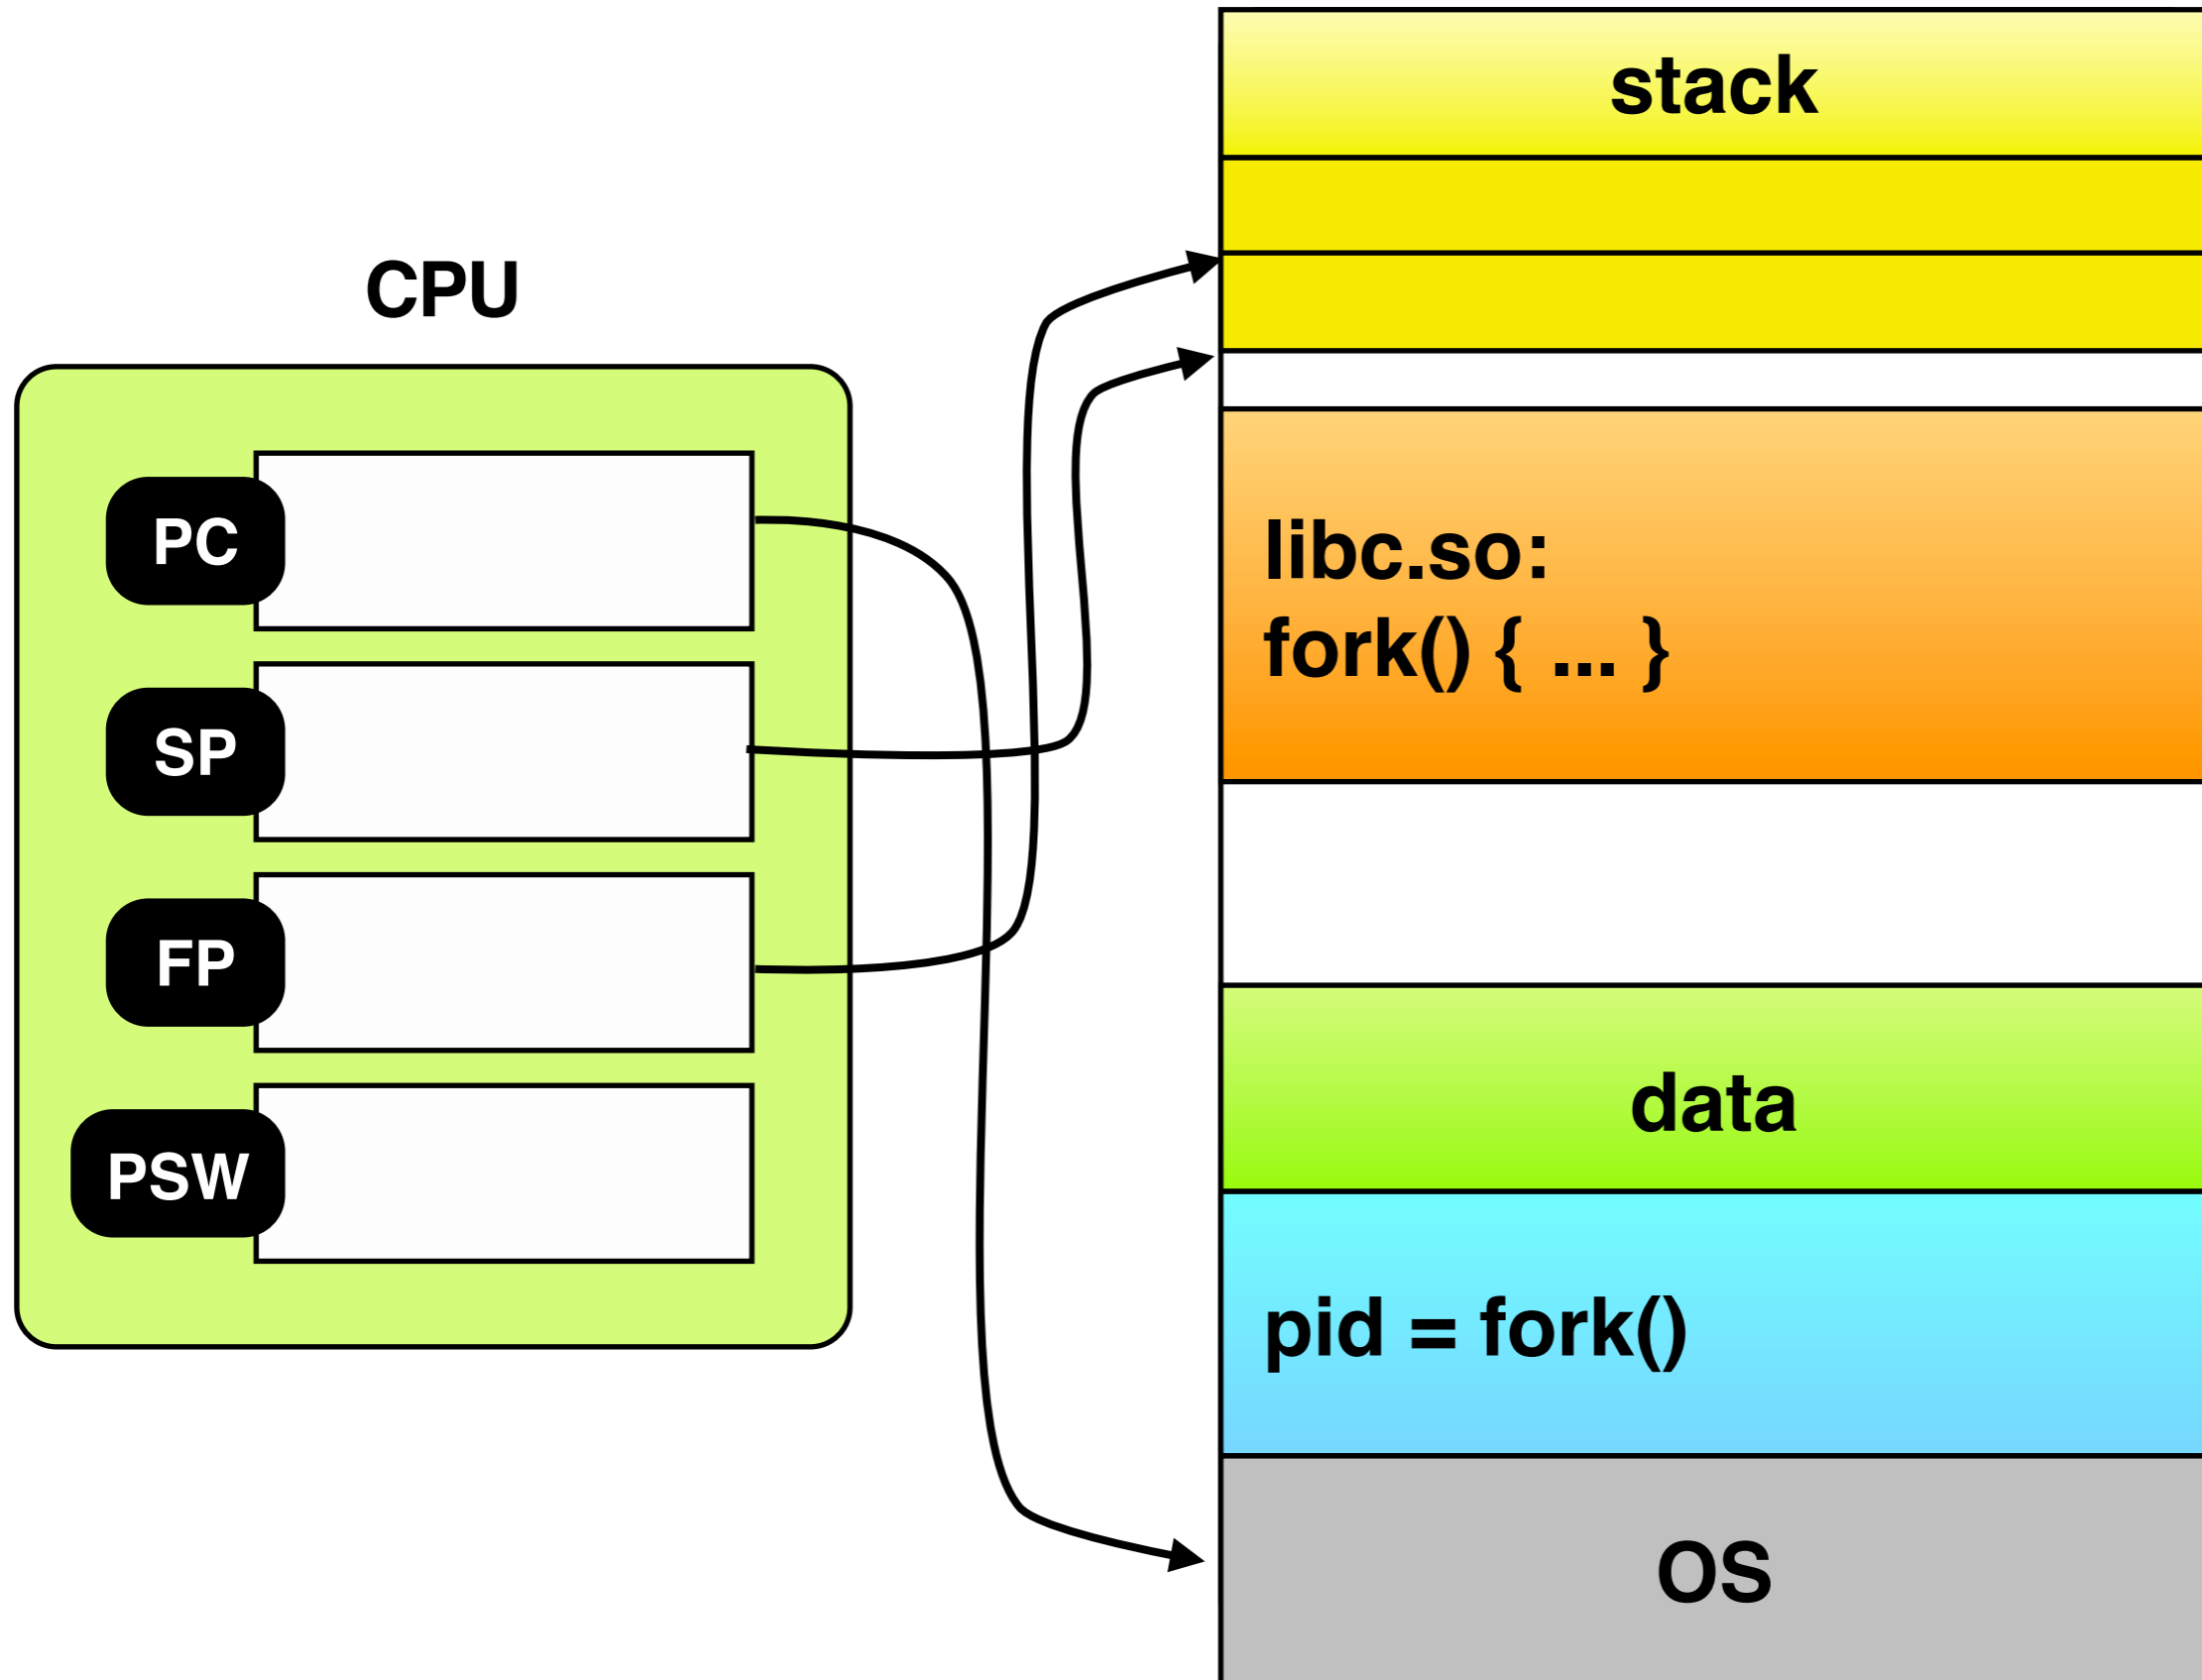 CPU
PC
SP
FP
PSW
stack
libc.so:
fork() { ... }
data
pid = fork()
OS